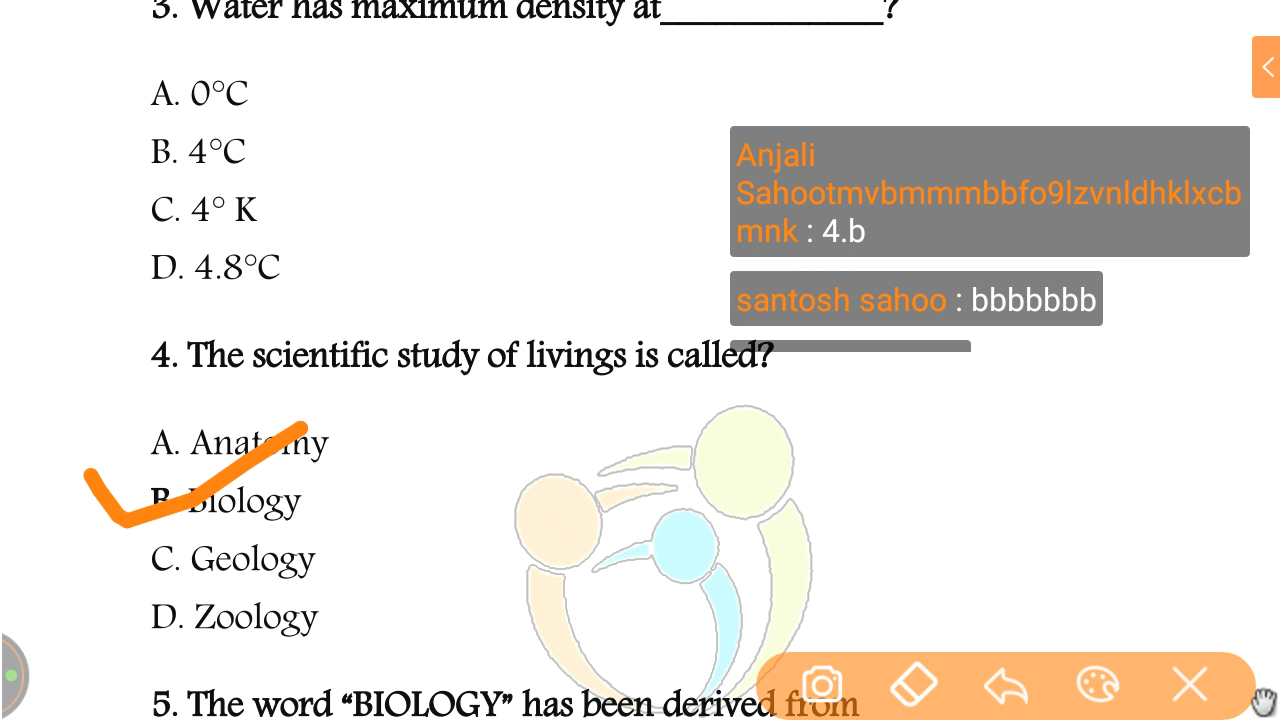 3. Water has maximum density at____________?
A. 0°C
B. 4°C
C. 4° K
D. 4.8°C
Anjali
Sahootmvbmmmbbfo9lzvnldhklxcb
mnk : 4.b
santosh sahoo : bbbbbbb
4. The scientific study of livings is called?
A. Anatomy
B. Biology
C. Geology
D. Zoology
5. The word “BIOLOGY” has been derived from